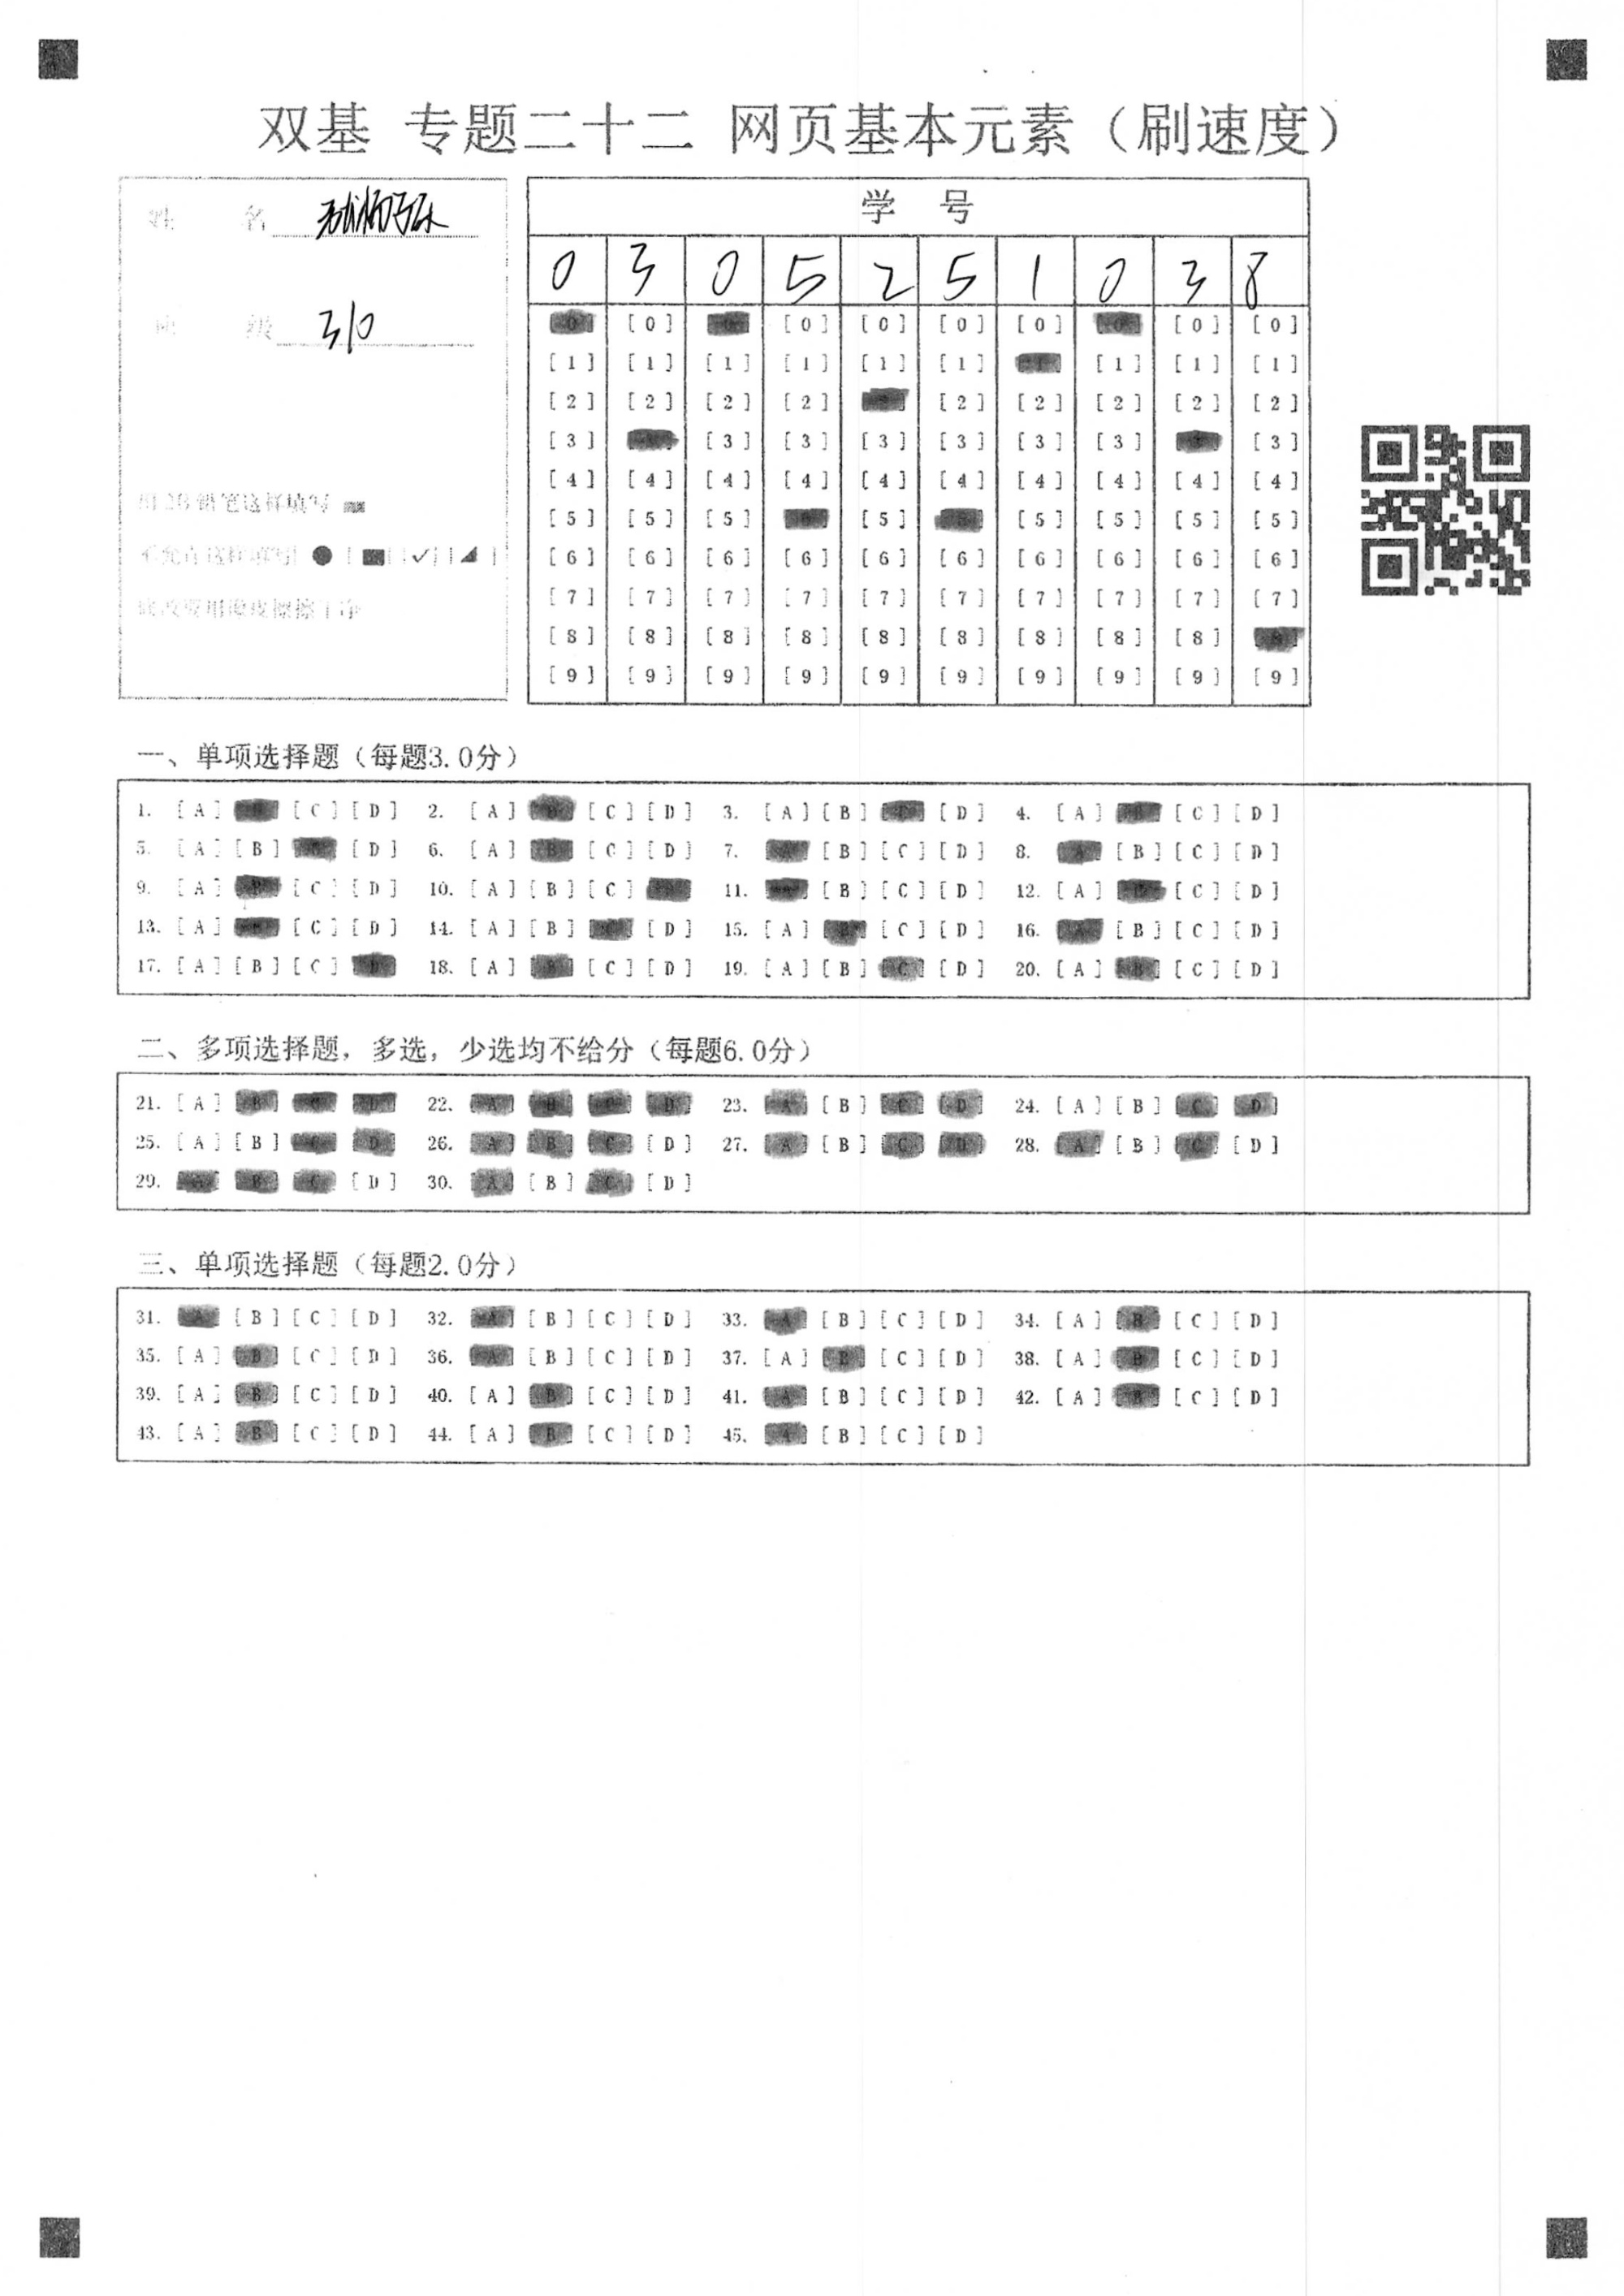 双基 专题二十二 网页基本元素（刷速度）
姓 名
班 级 310
用2B铅笔这样填写
不允许这样填写[●][■][✓][◢]
修改要用橡皮擦擦干净
学 号
0 3 0 5 2 5 1 0 3 8
[0] [0] [0] [0] [0] [0] [0] [0] [0] [0]
[1] [1] [1] [1] [1] [1] [1] [1] [1] [1]
[2] [2] [2] [2] [2] [2] [2] [2] [2]
[3] [3] [3] [3] [3] [3] [3] [3]
[4] [4] [4] [4] [4] [4] [4] [4] [4] [4]
[5] [5] [5] [5] [5] [5] [5] [5]
[6] [6] [6] [6] [6] [6] [6] [6] [6] [6]
[7] [7] [7] [7] [7] [7] [7] [7] [7] [7]
[8] [8] [8] [8] [8] [8] [8] [8] [8] [8]
[9] [9] [9] [9] [9] [9] [9] [9] [9] [9]
一、单项选择题（每题3.0分）
1. [A] [B] [C] [D] 2. [A] [B] [C] [D] 3. [A] [B] [C] [D] 4. [A] [B] [C] [D]
5. [A] [B] [C] [D] 6. [A] [B] [C] [D] 7. [A] [B] [C] [D] 8. [A] [B] [C] [D]
9. [A] [B] [C] [D] 10. [A] [B] [C] [D] 11. [A] [B] [C] [D] 12. [A] [B] [C] [D]
13. [A] [B] [C] [D] 14. [A] [B] [C] [D] 15. [A] [B] [C] [D] 16. [A] [B] [C] [D]
17. [A] [B] [C] [D] 18. [A] [B] [C] [D] 19. [A] [B] [C] [D] 20. [A] [B] [C] [D]
二、多项选择题，多选，少选均不给分（每题6.0分）
21. [A] [B] [C] [D] 22. [A] [B] [C] [D] 23. [A] [B] [C] [D] 24. [A] [B] [C] [D]
25. [A] [B] [C] [D] 26. [A] [B] [C] [D] 27. [A] [B] [C] [D] 28. [A] [B] [C] [D]
29. [A] [B] [C] [D] 30. [A] [B] [C] [D]
三、单项选择题（每题2.0分）
31. [A] [B] [C] [D] 32. [A] [B] [C] [D] 33. [A] [B] [C] [D] 34. [A] [B] [C] [D]
35. [A] [B] [C] [D] 36. [A] [B] [C] [D] 37. [A] [B] [C] [D] 38. [A] [B] [C] [D]
39. [A] [B] [C] [D] 40. [A] [B] [C] [D] 41. [A] [B] [C] [D] 42. [A] [B] [C] [D]
43. [A] [B] [C] [D] 44. [A] [B] [C] [D] 45. [A] [B] [C] [D]